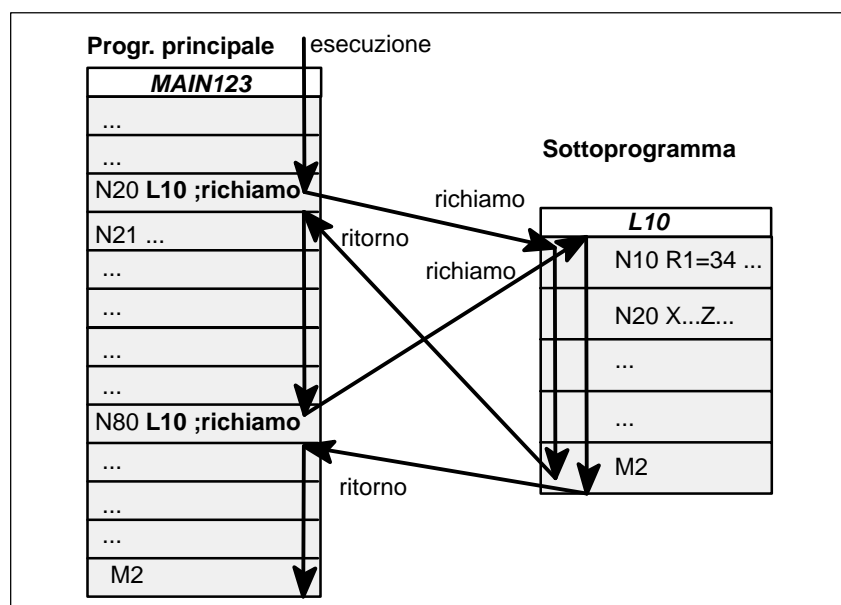 Progr. principale
esecuzione
MAIN123
...
...
N20 L10 ;richiamo
N21 ...
...
...
...
...
N80 L10 ;richiamo
...
...
...
M2
richiamo
ritorno
richiamo
ritorno
Sottoprogramma
L10
N10 R1=34 ...
N20 X...Z...
...
...
M2